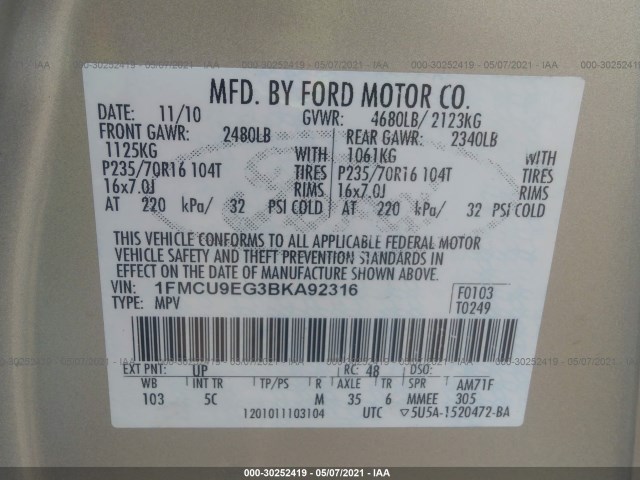 000-30252419 - 05/07/2021 - IAA
MFD. BY FORD MOTOR CO.
DATE: 11/10 GVWR: 4680LB/ 2123KG
FRONT GAWR: 2480LB REAR GAWR: 2340LB
1125KG WITH 1061KG WITH
P235/70R16 104T TIRES P235/70R16 104T TIRES
16x7.0J RIMS 16x7.0J RIMS
AT 220 kPa/ 32 PSI COLD AT 220 kPa/ 32 PSI COLD
THIS VEHICLE CONFORMS TO ALL APPLICABLE FEDERAL MOTOR
VEHICLE SAFETY AND THEFT PREVENTION STANDARDS IN
EFFECT ON THE DATE OF MANUFACTURE SHOWN ABOVE.
VIN: 1FMCU9EG3BKA92316 F0103
TYPE: MPV T0249
EXT PNT: UP RC: 48 DSO:
WB INT TR TP/PS R AXLE TR SPR AM71F
103 5C M 35 6 MMEE 305
1201011103104 UTC ▽5U5A-1520472-BA
000-30252419 - 05/07/2021 - IAA